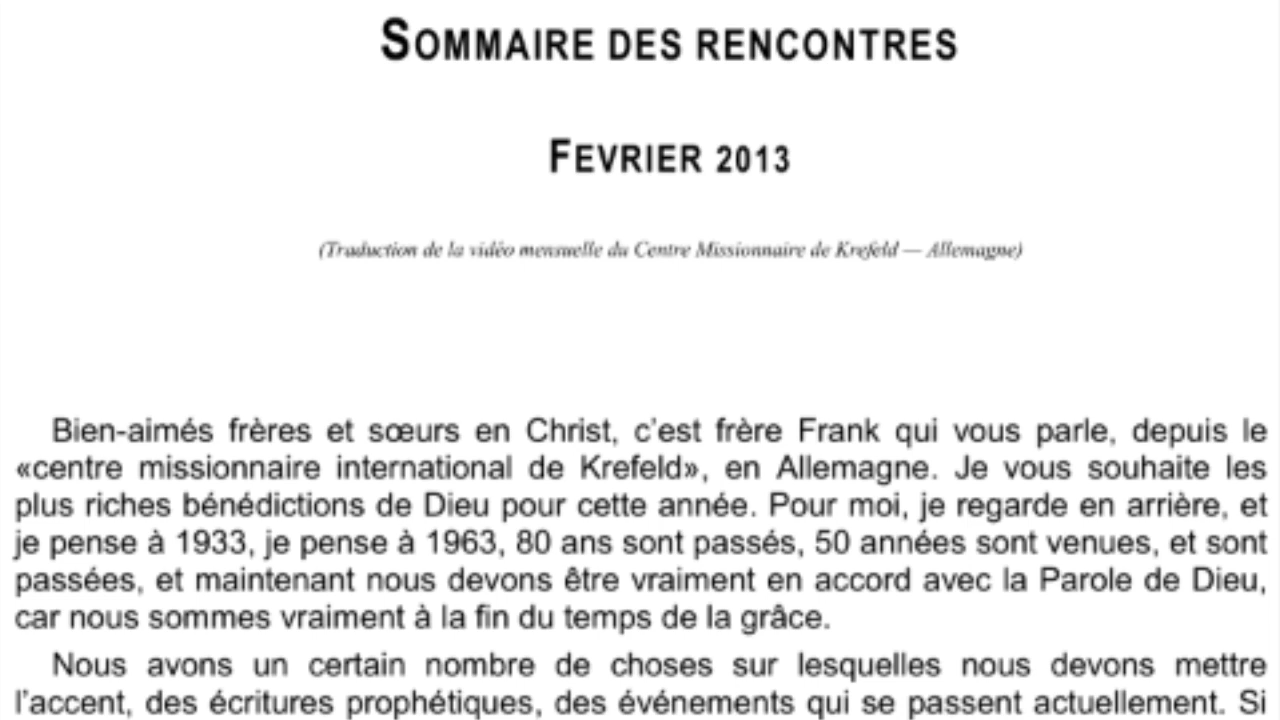 SOMMAIRE DES RENCONTRES
FEVRIER 2013
(Traduction de la vidéo mensuelle du Centre Missionnaire de Krefeld — Allemagne)
Bien-aimés frères et sœurs en Christ, c’est frère Frank qui vous parle, depuis le
«centre missionnaire international de Krefeld», en Allemagne. Je vous souhaite les
plus riches bénédictions de Dieu pour cette année. Pour moi, je regarde en arrière, et
je pense à 1933, je pense à 1963, 80 ans sont passés, 50 années sont venues, et sont
passées, et maintenant nous devons être vraiment en accord avec la Parole de Dieu,
car nous sommes vraiment à la fin du temps de la grâce.
Nous avons un certain nombre de choses sur lesquelles nous devons mettre
l’accent, des écritures prophétiques, des événements qui se passent actuellement. Si